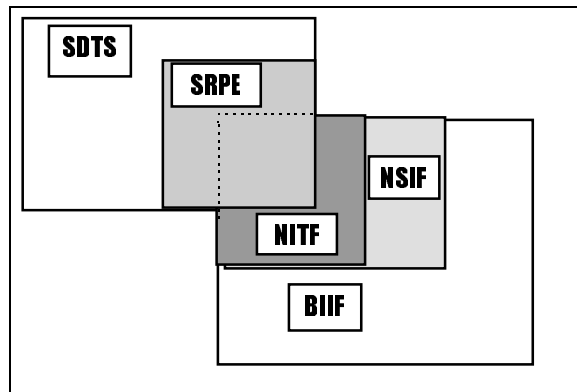 SDTS
SRPE
NSIF
NITF
BIIF